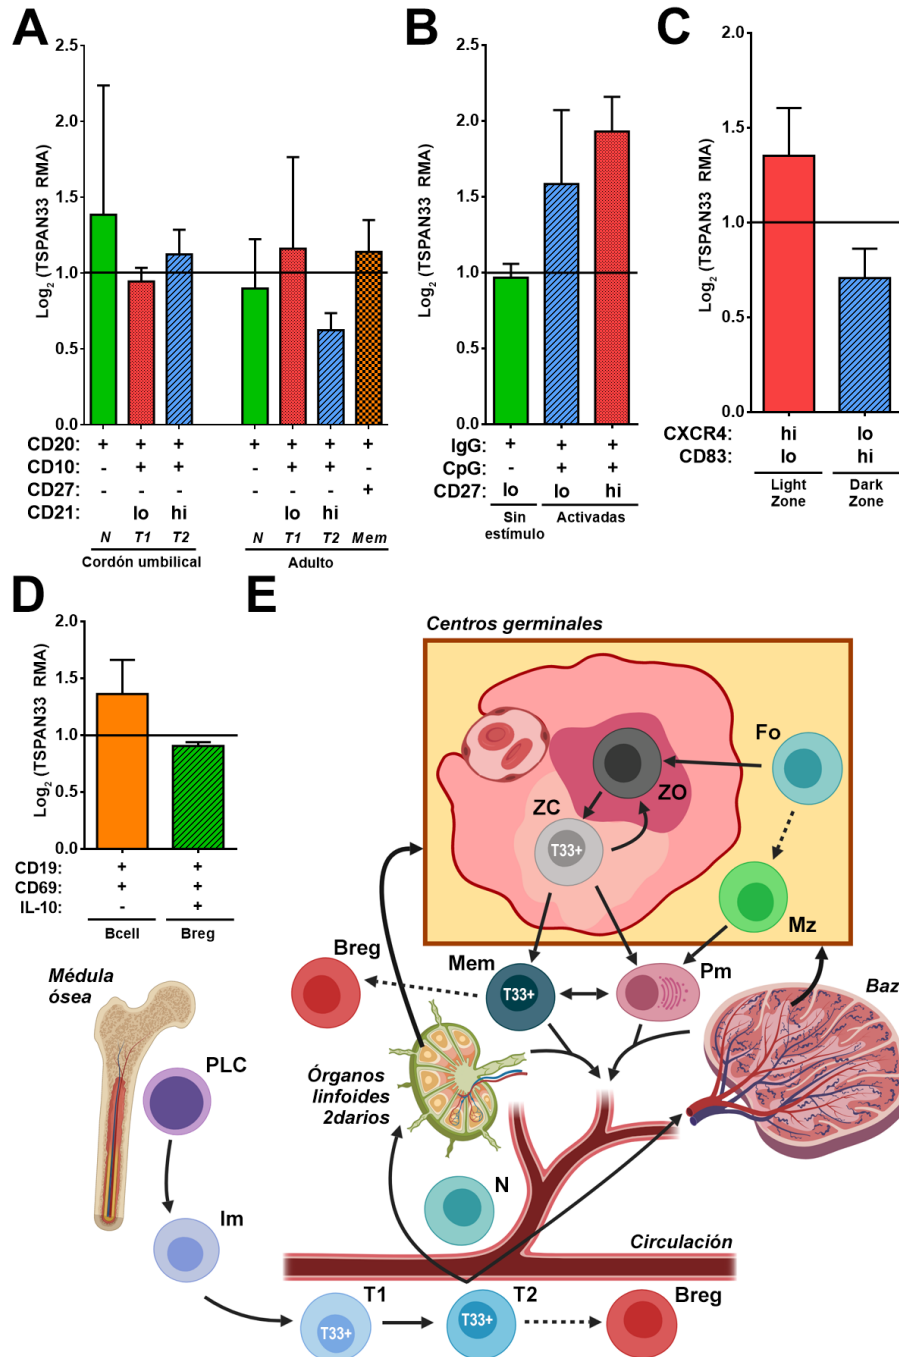 A
Log2 (TSPAN33 RMA)
2.5
2.0
1.5
1.0
0.5
0.0
CD20: + + + + + + +
CD10: - + + - + + -
CD27: - - - - - - +
CD21: lo hi lo hi
N T1 T2 N T1 T2 Mem
Cordón umbilical Adulto
B
Log2 (TSPAN33 RMA)
2.5
2.0
1.5
1.0
0.5
0.0
IgG: + + +
CpG: - + +
CD27: lo lo hi
Sin estímulo Activadas
C
Log2 (TSPAN33 RMA)
2.0
1.5
1.0
0.5
0.0
CXCR4: hi lo
CD83: lo hi
Light Dark
Zone Zone
D
Log2 (TSPAN33 RMA)
2.0
1.5
1.0
0.5
0.0
CD19: + +
CD69: + +
IL-10: - +
Bcell Breg
E
Centros germinales
Fo
ZO
ZC
T33+
Mz
Breg
Mem
T33+
Pm
Baz
Médula
ósea
PLC
Órganos
linfoides
2darios
N
Im
Circulación
T1
T33+
T2
T33+
Breg